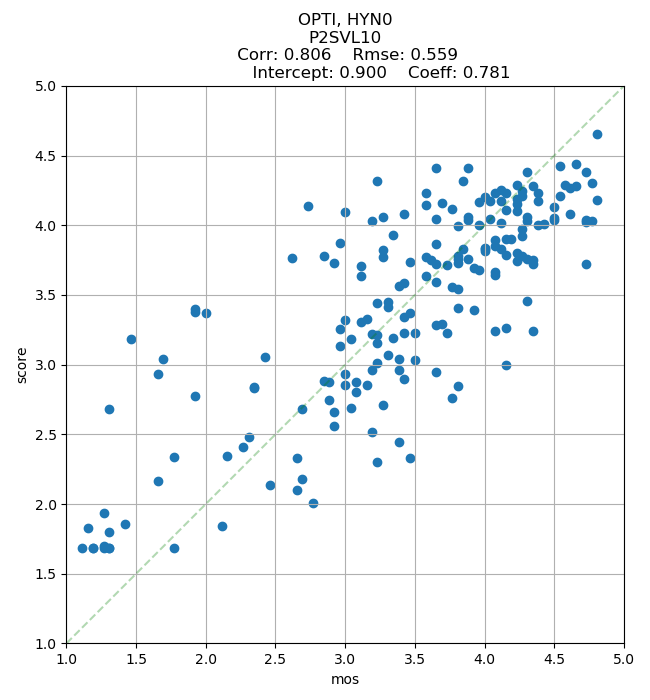 OPTI, HYN0
P2SVL10
Corr: 0.806 Rmse: 0.559
Intercept: 0.900 Coeff: 0.781
5.0
4.5
4.0
3.5
3.0
2.5
2.0
1.5
1.0
score
1.0 1.5 2.0 2.5 3.0 3.5 4.0 4.5 5.0
mos